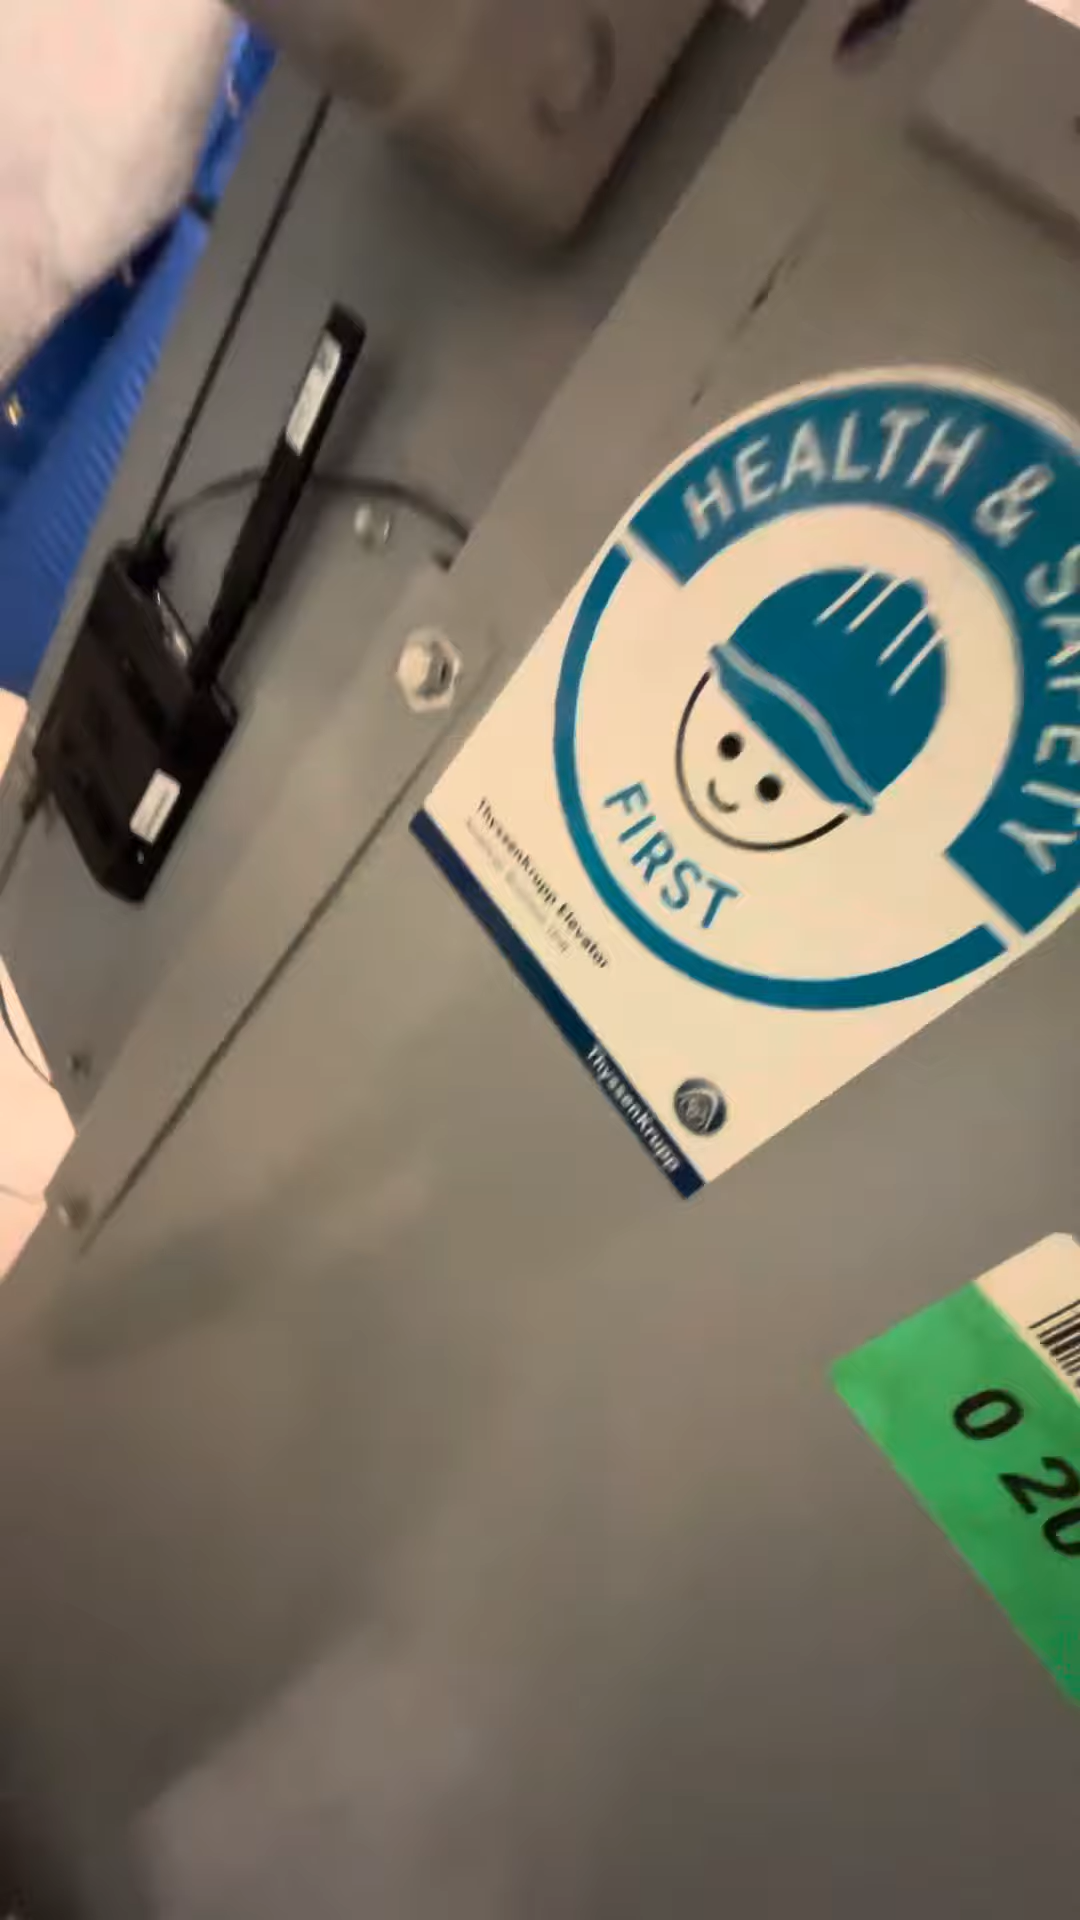 HEALTH & SAFETY
FIRST
ThyssenKrupp Elevator
ThyssenKrupp
0 20